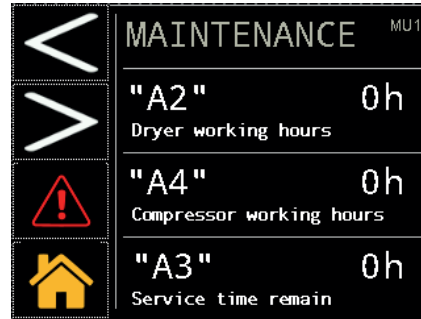 MAINTENANCE MU1
"A2" 0h
Dryer working hours
"A4" 0h
Compressor working hours
"A3" 0h
Service time remain